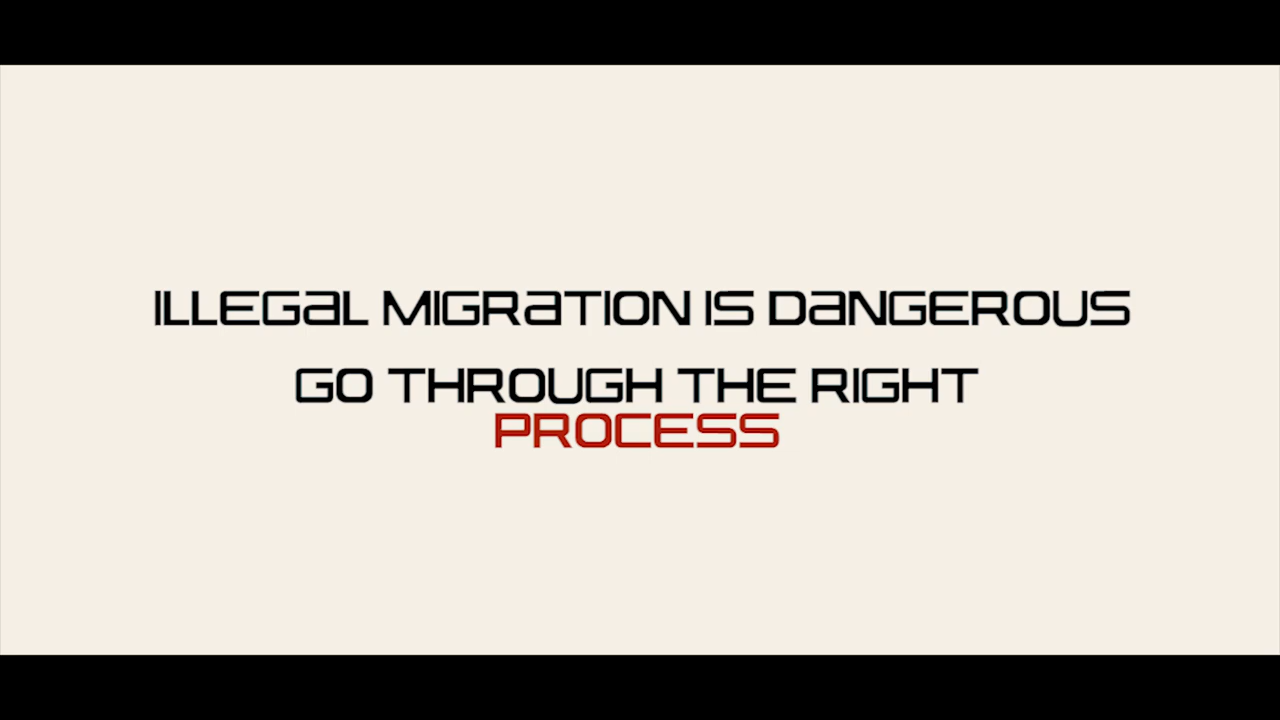 ILLEGaL MIGRaTION IS DaNGEROUS
GO THROUGH THE RIGHT
PROCESS